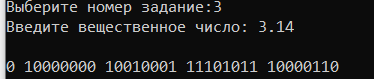 Выберите номер задание:3
Введите вещественное число: 3.14
0 10000000 10010001 11101011 10000110